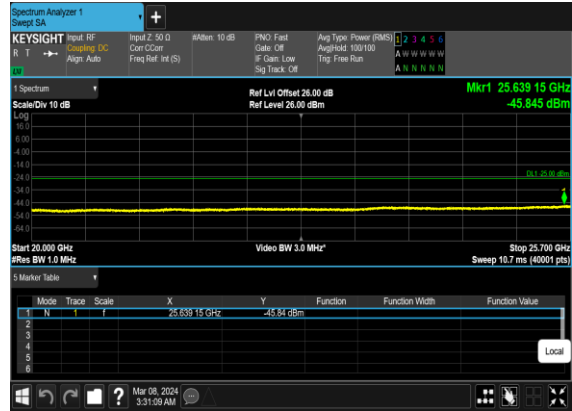 Spectrum Analyzer 1
Swept SA
+
KEYSIGHT Input: RF Input Z: 50 Ω #Atten: 10 dB PNO: Fast Avg Type: Power (RMS) 1 2 3 4 5 6
R T Coupling: DC Corr CCorr Gate: Off Avg|Hold: 100/100 A W W W W W
Align: Auto Freq Ref: Int (S) IF Gain: Low Trig: Free Run
Sig Track: Off A N N N N N
1 Spectrum Ref Lvl Offset 26.00 dB Mkr1 25.639 15 GHz
Scale/Div 10 dB Ref Level 26.00 dBm -45.845 dBm
Log
16.0
6.00
-4.00
-14.0
DL1 -25.00 dBm
-24.0
-34.0
1
-44.0
-54.0
-64.0
Start 20.000 GHz Video BW 3.0 MHz* Stop 25.700 GHz
#Res BW 1.0 MHz Sweep 10.7 ms (40001 pts)
5 Marker Table
Mode Trace Scale X Y Function Function Width Function Value
1 N 1 f 25.639 15 GHz -45.84 dBm
2
3
4
5
6
Local
? Mar 08, 2024
3:31:09 AM